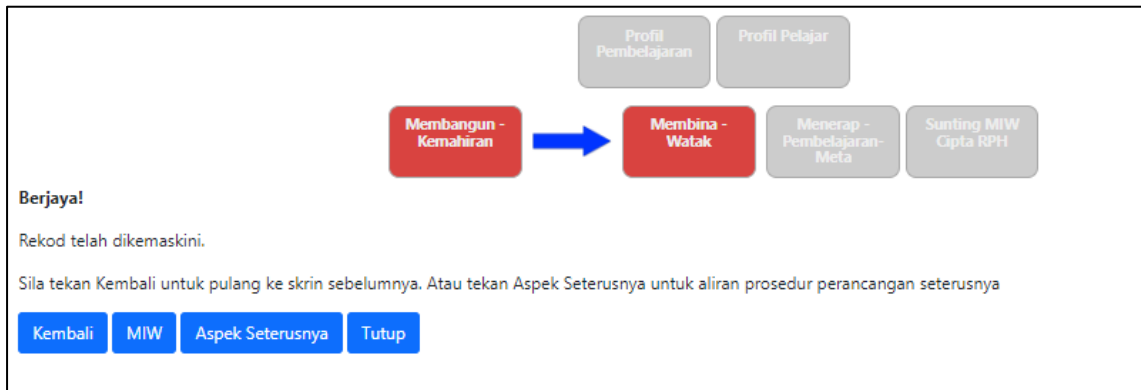 Profil
Pembelajaran
Profil Pelajar
Membangun -
Kemahiran
Membina -
Watak
Menerap -
Pembelajaran-
Meta
Sunting MIW
Cipta RPH
Berjaya!
Rekod telah dikemaskini.
Sila tekan Kembali untuk pulang ke skrin sebelumnya. Atau tekan Aspek Seterusnya untuk aliran prosedur perancangan seterusnya
Kembali MIW Aspek Seterusnya Tutup